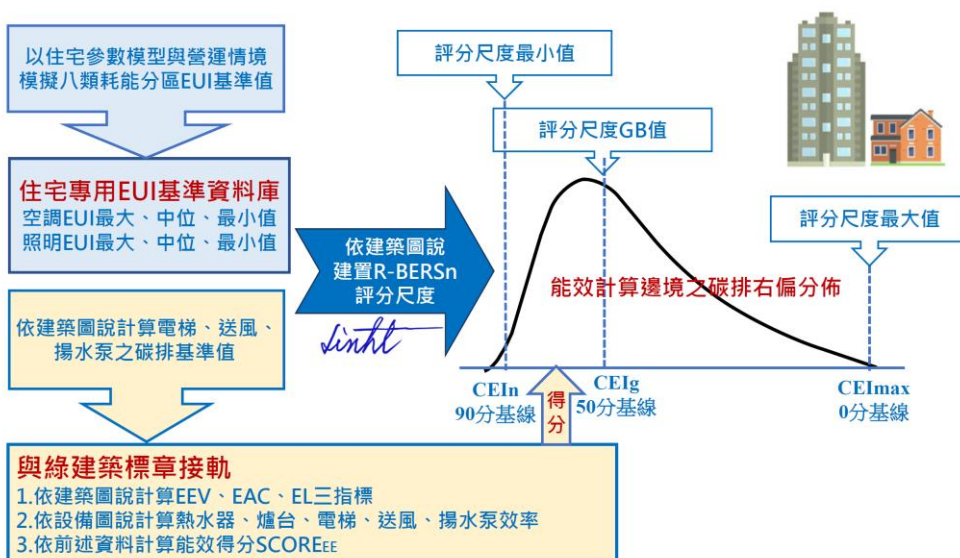 以住宅參數模型與營運情境
模擬八類耗能分區EUI基準值
住宅專用EUI基準資料庫
空調EUI最大、中位、最小值
照明EUI最大、中位、最小值
依建築圖說計算電梯、送風、
揚水泵之碳排基準值
與綠建築標章接軌
1.依建築圖說計算EEV、EAC、EL三指標
2.依設備圖說計算熱水器、爐台、電梯、送風、揚水泵效率
3.依前述資料計算能效得分SCOREEE
依建築圖說
建置R-BERSn
評分尺度
評分尺度最小值
評分尺度GB值
評分尺度最大值
能效計算邊境之碳排右偏分佈
CEIn
90分基線
得分
CEIg
50分基線
CEImax
0分基線